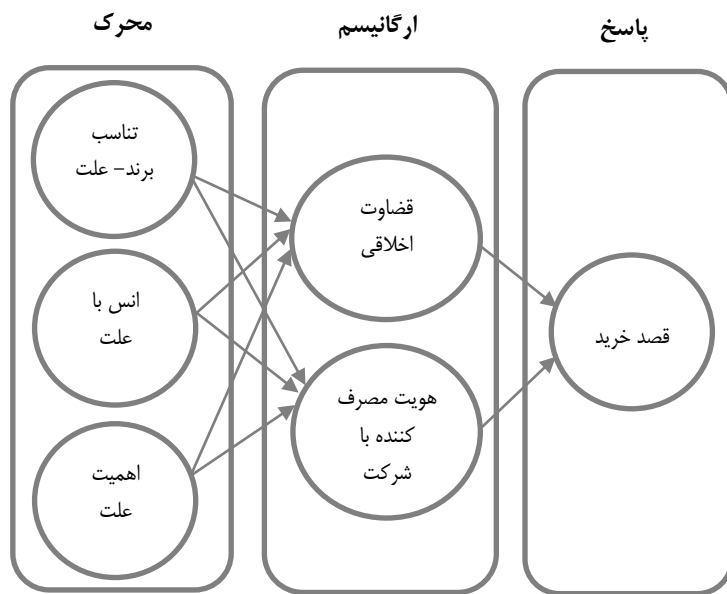 محرک
ارگانیسم
پاسخ
تناسب
برند– علت
انس با
علت
اهمیت
علت
قضاوت
اخلاقی
هویت مصرف
کننده با
شرکت
قصد خرید